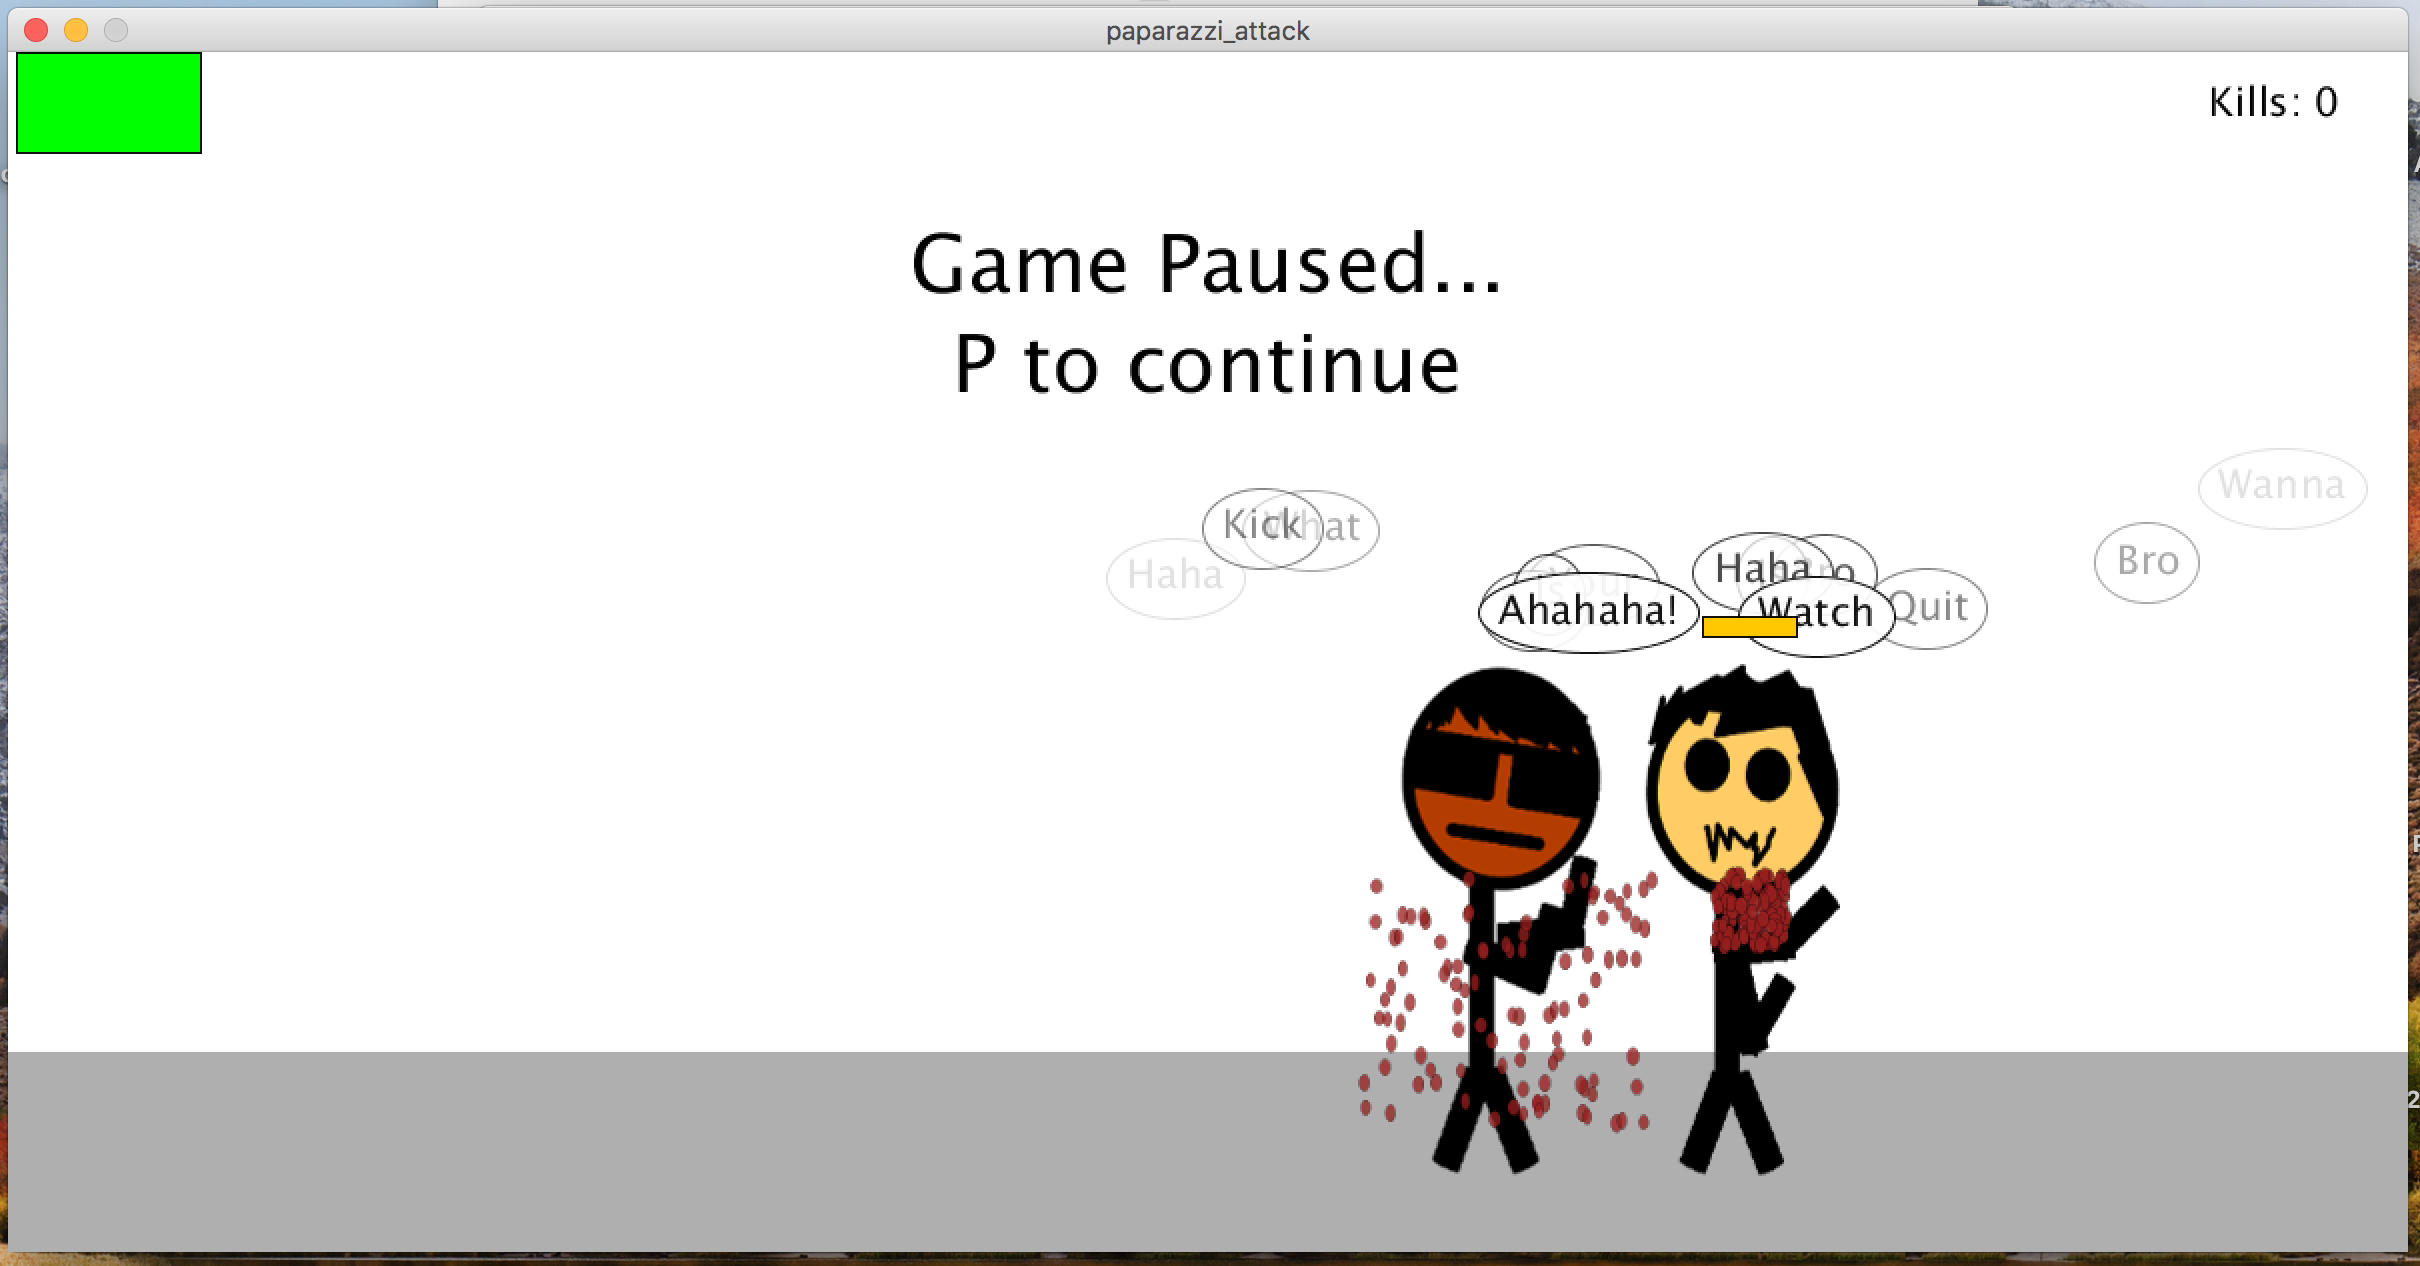 paparazzi_attack
Kills: 0
Game Paused...
P to continue
Wanna
Kick
What
Bro
Haha
Haha
Ahahaha!
Watch
Quit